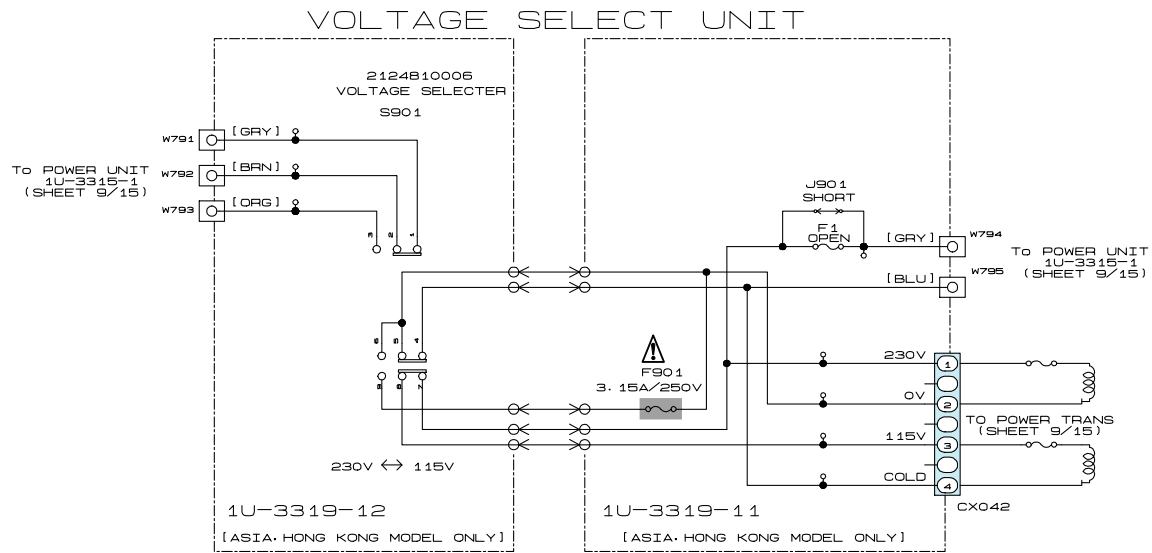 VOLTAGE SELECT UNIT
2124810006
VOLTAGE SELECTER
S901
W791
[GRY]
To POWER UNIT
1U-3315-1
(SHEET 9/15)
W792
[BRN]
W793
[ORG]
3
2
1
J901
SHORT
F1
OPEN
[GRY]
W794
To POWER UNIT
1U-3315-1
(SHEET 9/15)
[BLU]
W795
6
5
4
9
8
7
F901
3.15A/250V
230V
1
0V
2
TO POWER TRANS
(SHEET 9/15)
115V
3
COLD
4
CX042
230V ↔ 115V
1U-3319-12
[ASIA.HONG KONG MODEL ONLY]
1U-3319-11
[ASIA.HONG KONG MODEL ONLY]